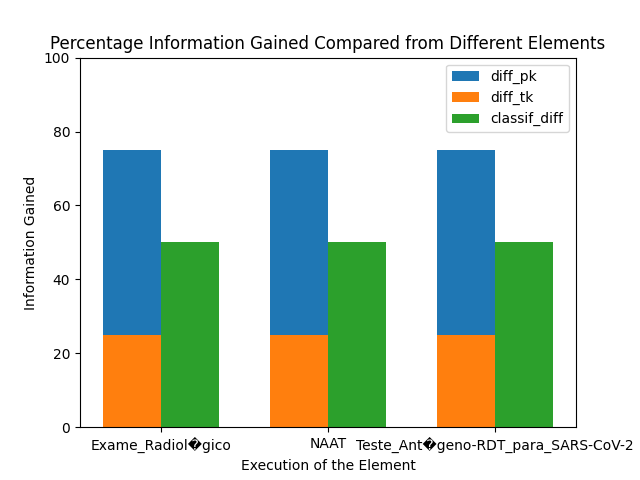 Percentage Information Gained Compared from Different Elements
100
80
60
40
20
0
Information Gained
diff_pk
diff_tk
classif_diff
Exame_Radiol�gico
NAAT
Teste_Ant�geno-RDT_para_SARS-CoV-2
Execution of the Element